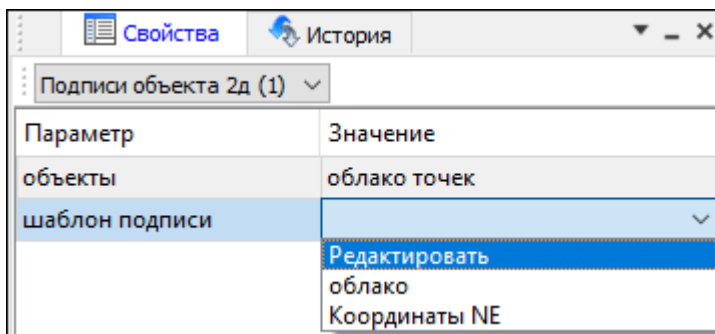 Свойства История
Подписи объекта 2д (1)
Параметр Значение
объекты облако точек
шаблон подписи
Редактировать
облако
Координаты NE